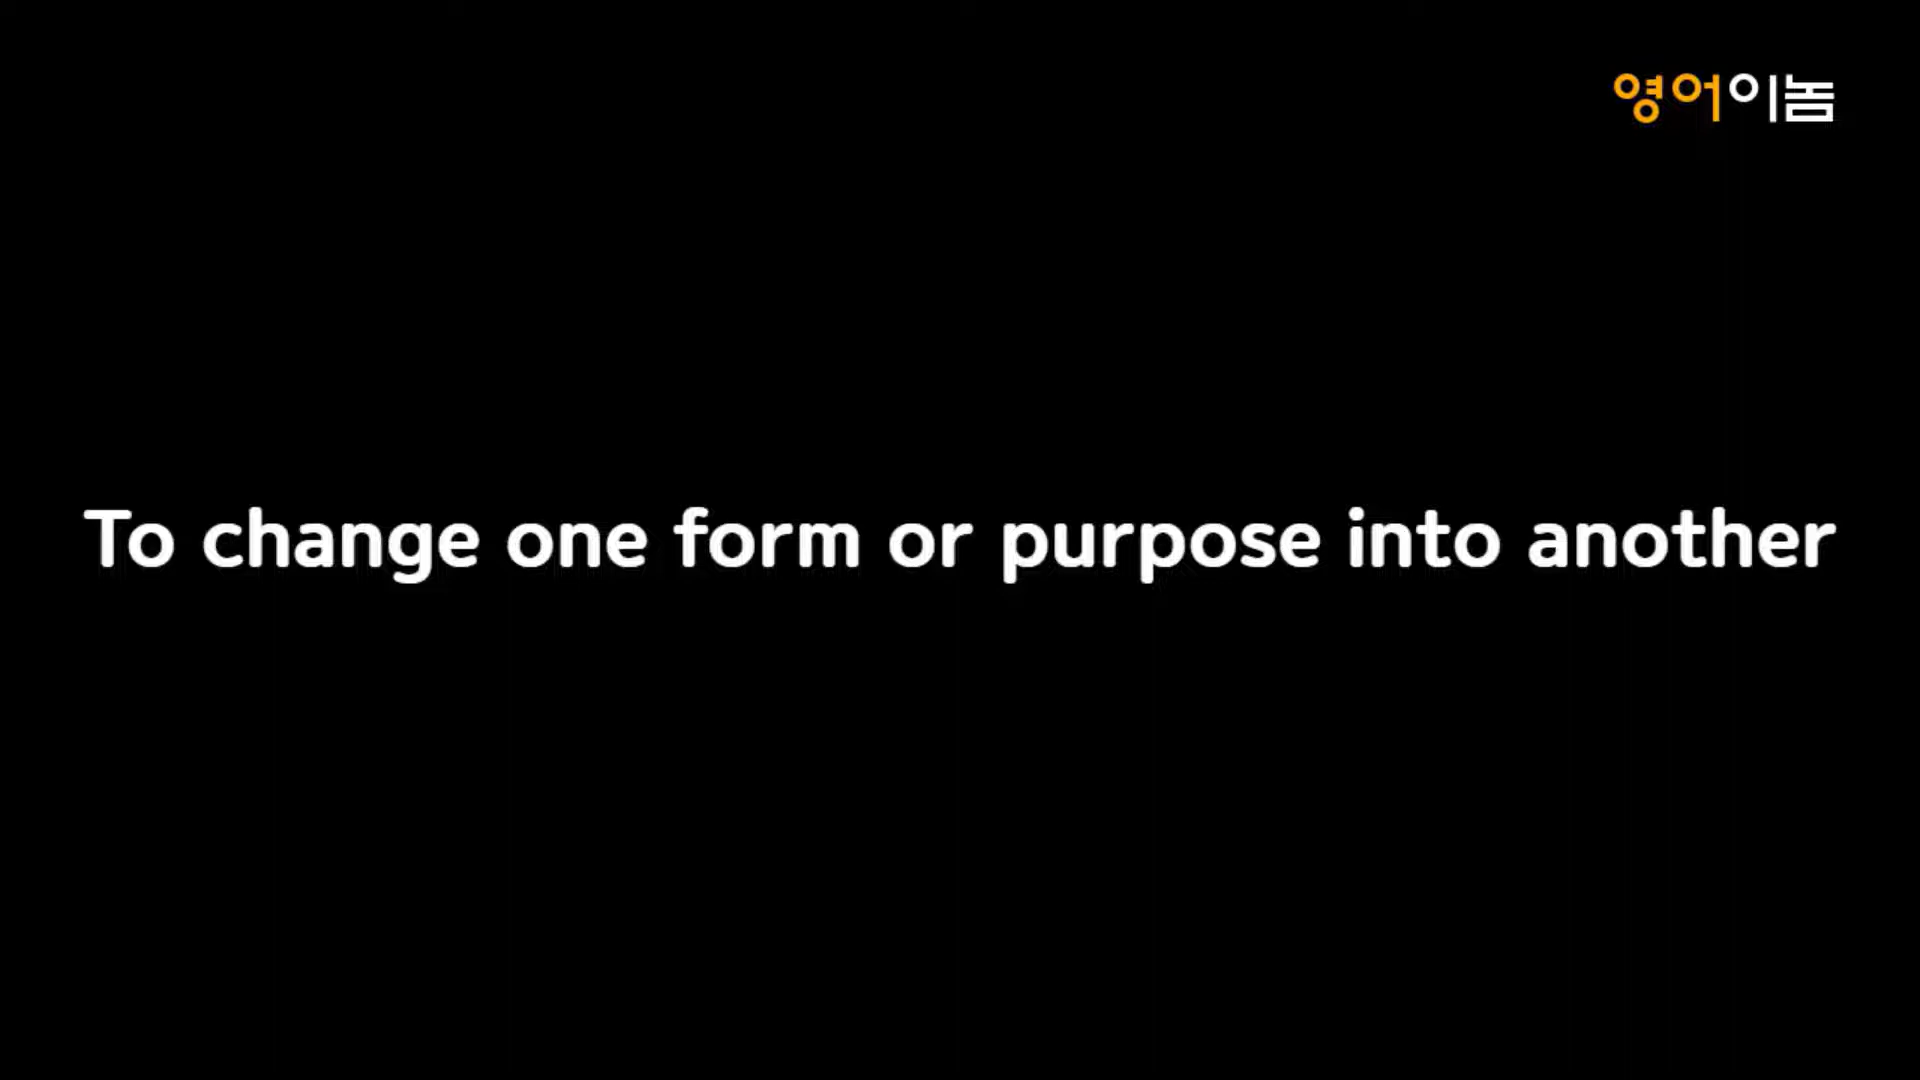 영어이놈
To change one form or purpose into another